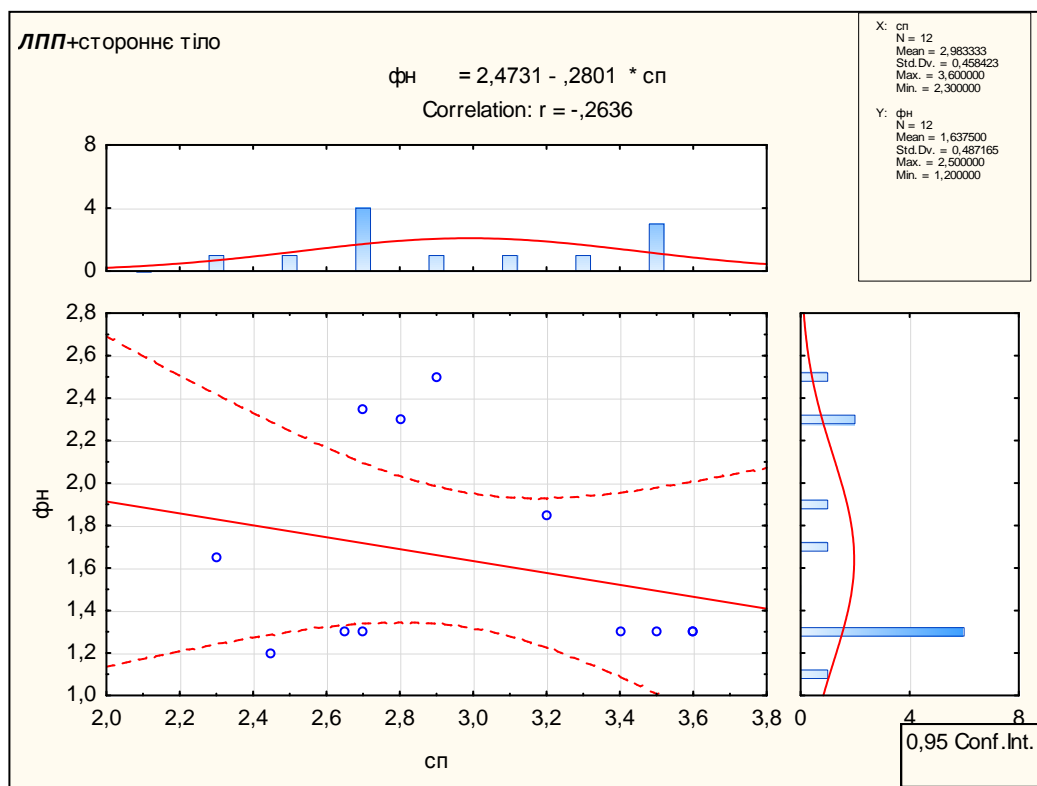 ЛПП+стороннє тіло
фн = 2,4731 - ,2801 * сп
Correlation: r = -,2636
X: сп
N = 12
Mean = 2,983333
Std.Dv. = 0,458423
Max. = 3,600000
Min. = 2,300000
Y: фн
N = 12
Mean = 1,637500
Std.Dv. = 0,487165
Max. = 2,500000
Min. = 1,200000
8
4
0
2,8
2,6
2,4
2,2
2,0
1,8
1,6
1,4
1,2
1,0
фн
2,0 2,2 2,4 2,6 2,8 3,0 3,2 3,4 3,6 3,8
сп
0 4 8
0,95 Conf.Int.